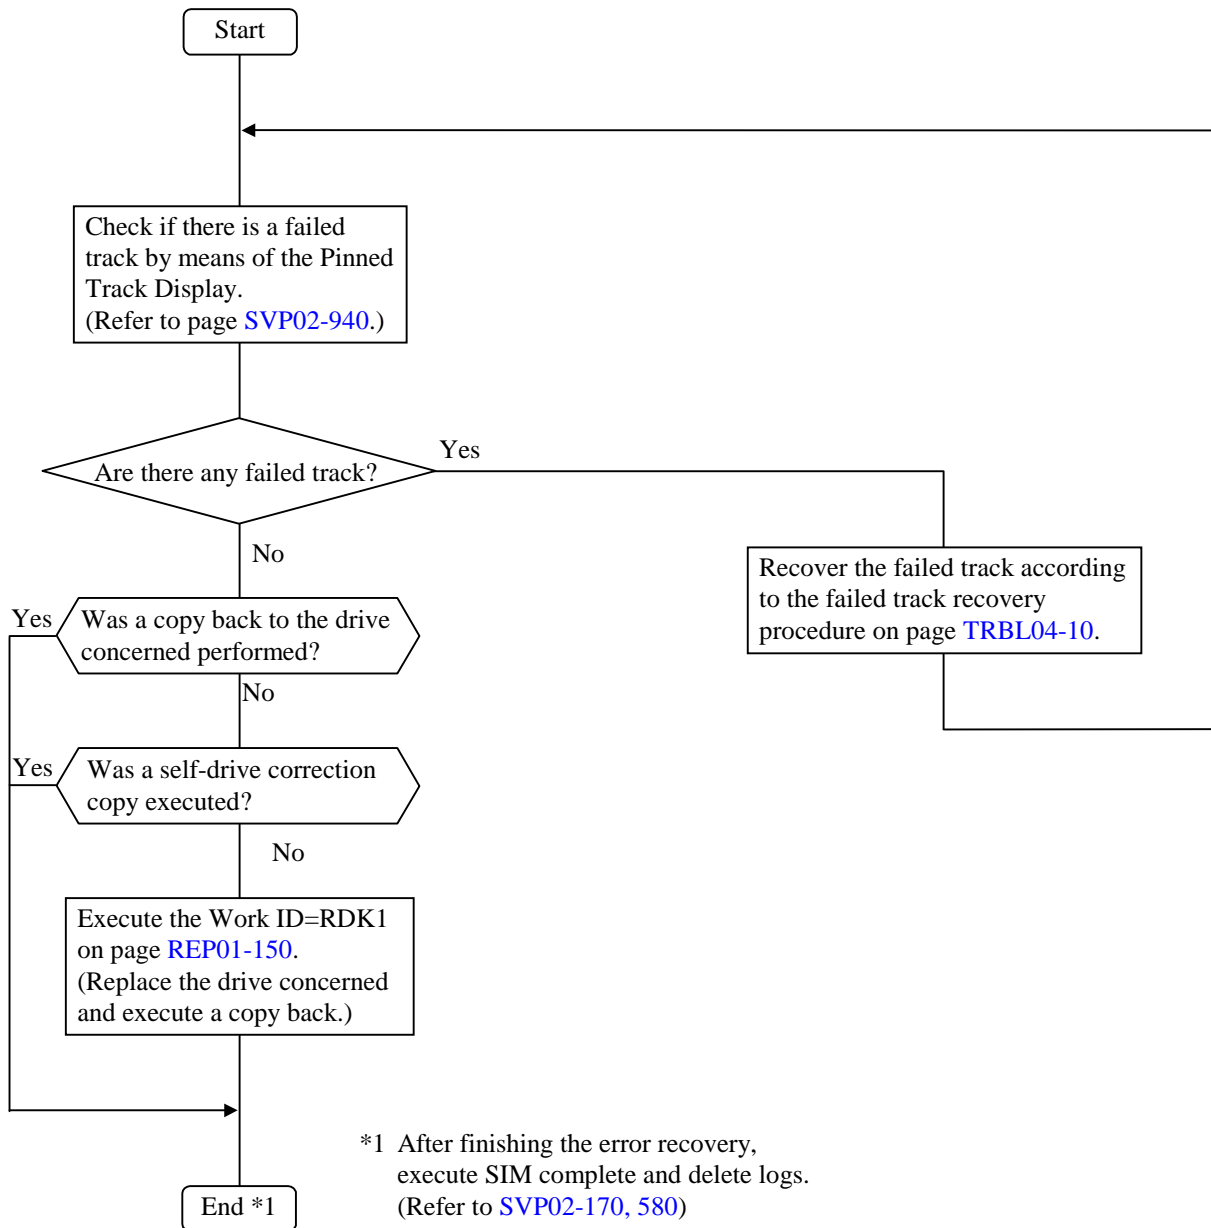 Start
Check if there is a failed
track by means of the Pinned
Track Display.
(Refer to page SVP02-940.)
Are there any failed track?
Yes
No
Recover the failed track according
to the failed track recovery
procedure on page TRBL04-10.
Yes
Was a copy back to the drive
concerned performed?
No
Yes
Was a self-drive correction
copy executed?
No
Execute the Work ID=RDK1
on page REP01-150.
(Replace the drive concerned
and execute a copy back.)
End *1
*1 After finishing the error recovery,
execute SIM complete and delete logs.
(Refer to SVP02-170, 580)